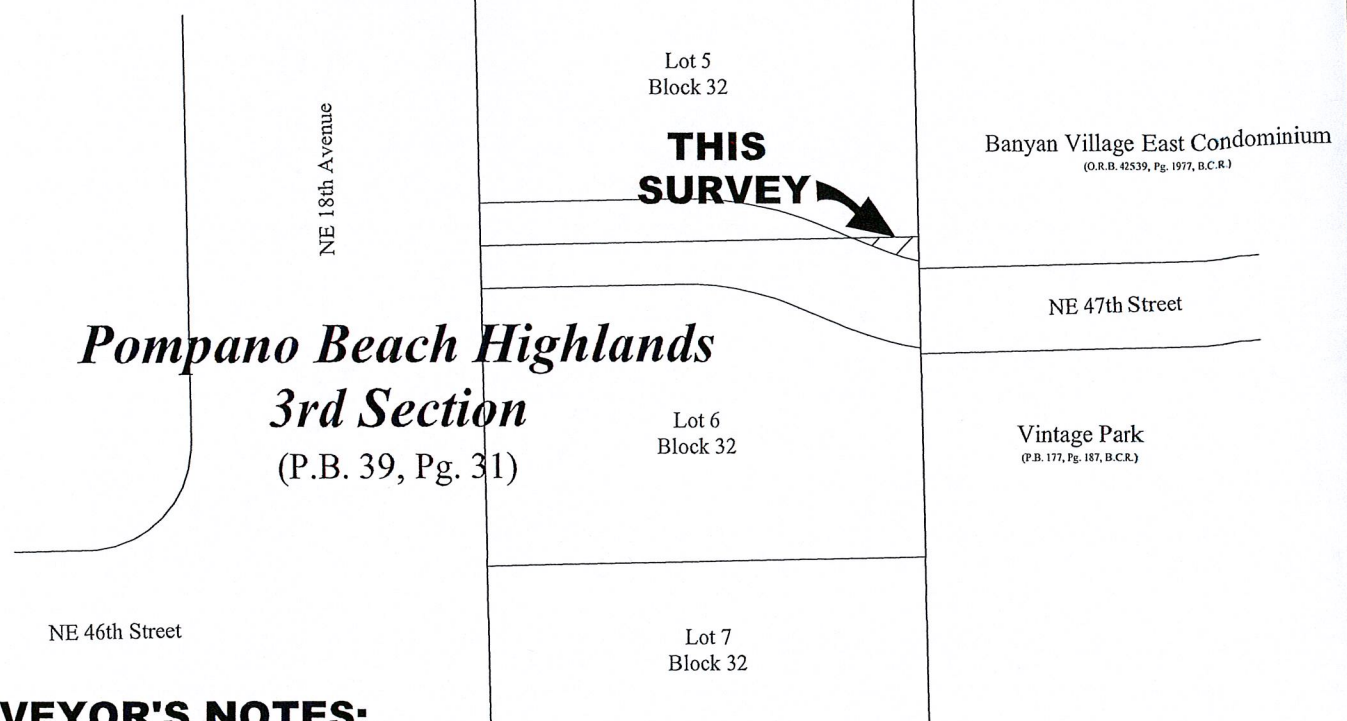 Lot 5
Block 32
NE 18th Avenue
THIS
SURVEY
Banyan Village East Condominium
(O.R.B. 42539, Pg. 1977, B.C.R.)
NE 47th Street
Pompano Beach Highlands
3rd Section
(P.B. 39, Pg. 31)
Lot 6
Block 32
Vintage Park
(P.B. 177, Pg. 187, B.C.R.)
NE 46th Street
Lot 7
Block 32
VEYOR'S NOTES: